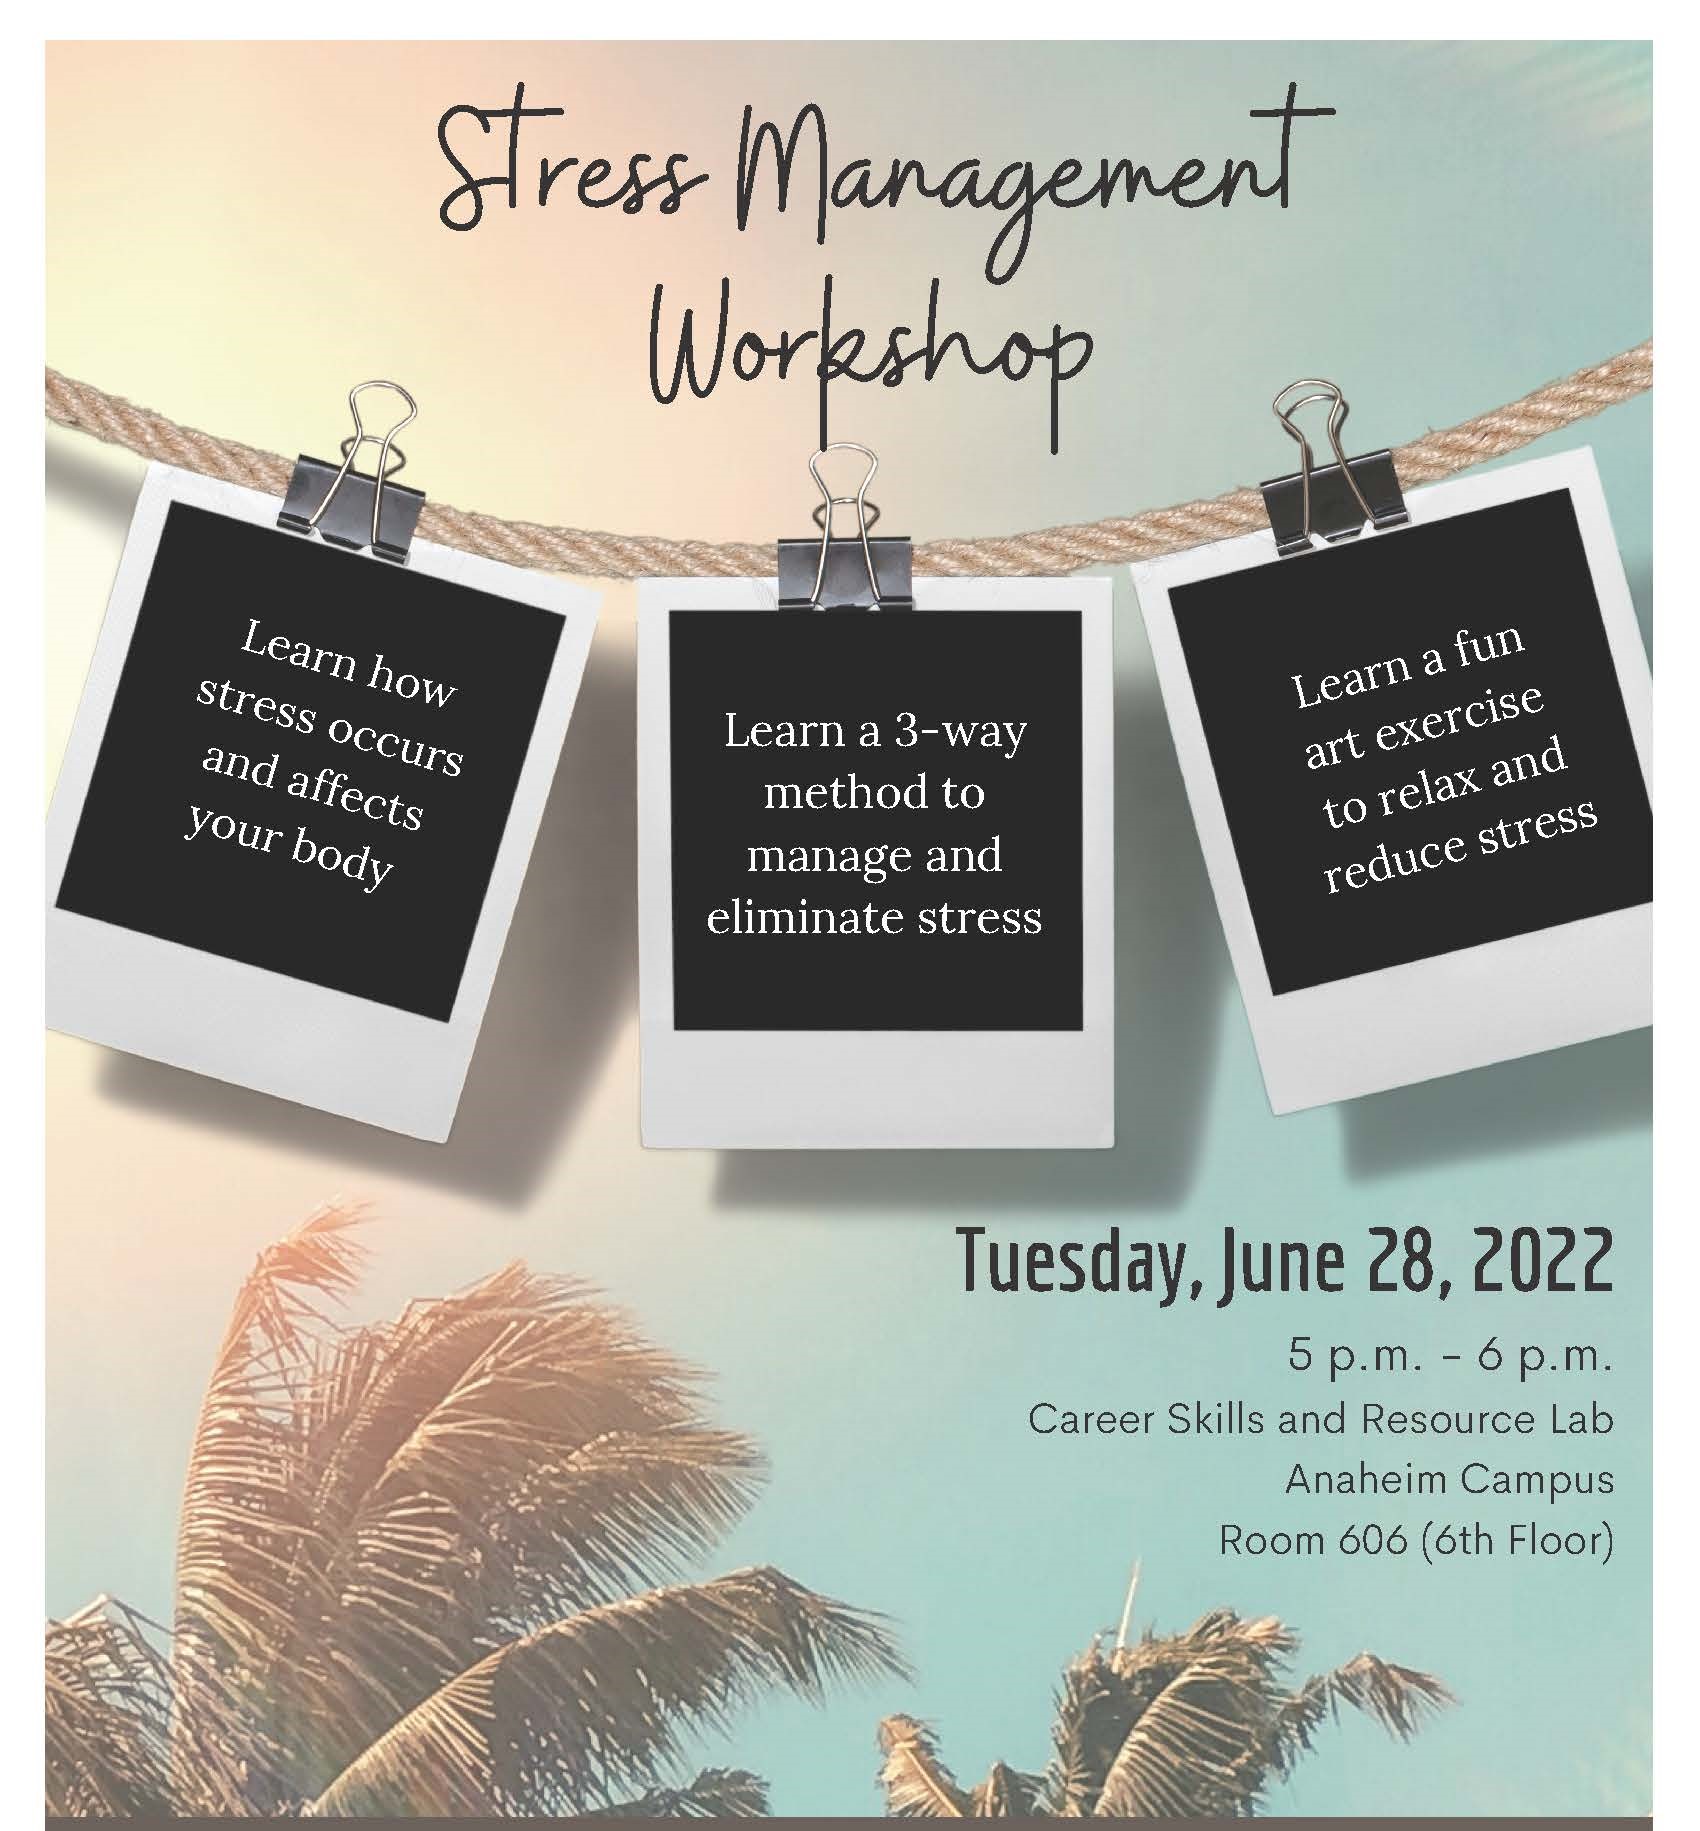 Stress Management
Workshop
Learn how
stress occurs
and affects
your body
Learn a 3-way
method to
manage and
eliminate stress
Learn a fun
art exercise
to relax and
reduce stress
Tuesday, June 28, 2022
5 p.m. - 6 p.m.
Career Skills and Resource Lab
Anaheim Campus
Room 606 (6th Floor)